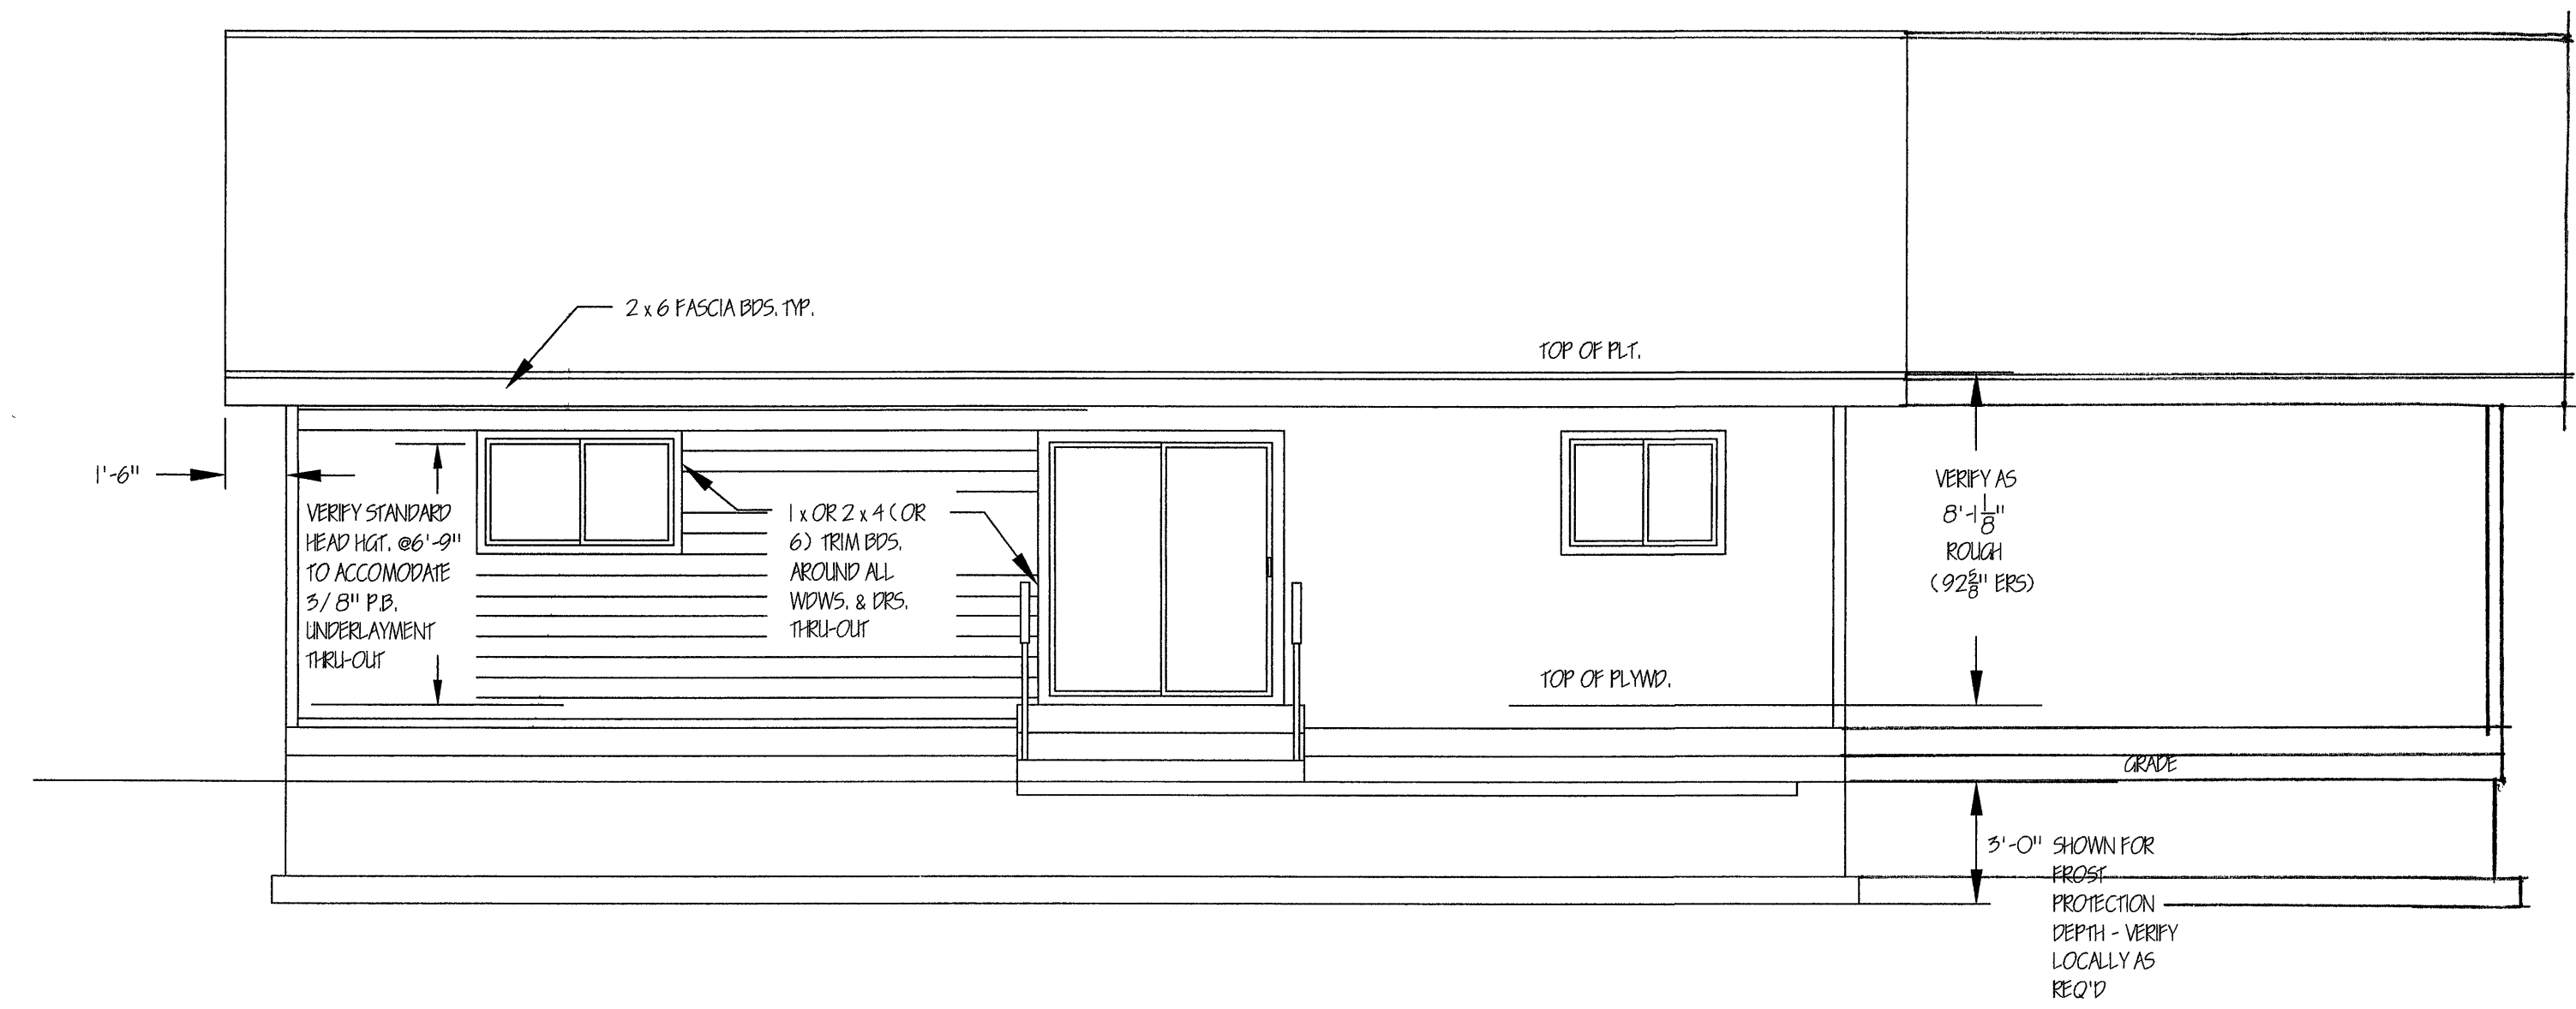 2 x 6 FASCIA BDS. TYP.
TOP OF PLT.
1'-6"
VERIFY STANDARD
HEAD HGT. @6'-9"
TO ACCOMODATE
3/8" P.B.
UNDERLAYMENT
THRU-OUT
1 x OR 2 x 4 ( OR
6) TRIM BDS.
AROUND ALL
WDWS. & DRS.
THRU-OUT
VERIFY AS
8'-1 1/8"
ROUGH
(92 5/8" ERS)
TOP OF PLYWD.
GRADE
3'-0" SHOWN FOR
FROST
PROTECTION
DEPTH - VERIFY
LOCALLY AS
REQ'D